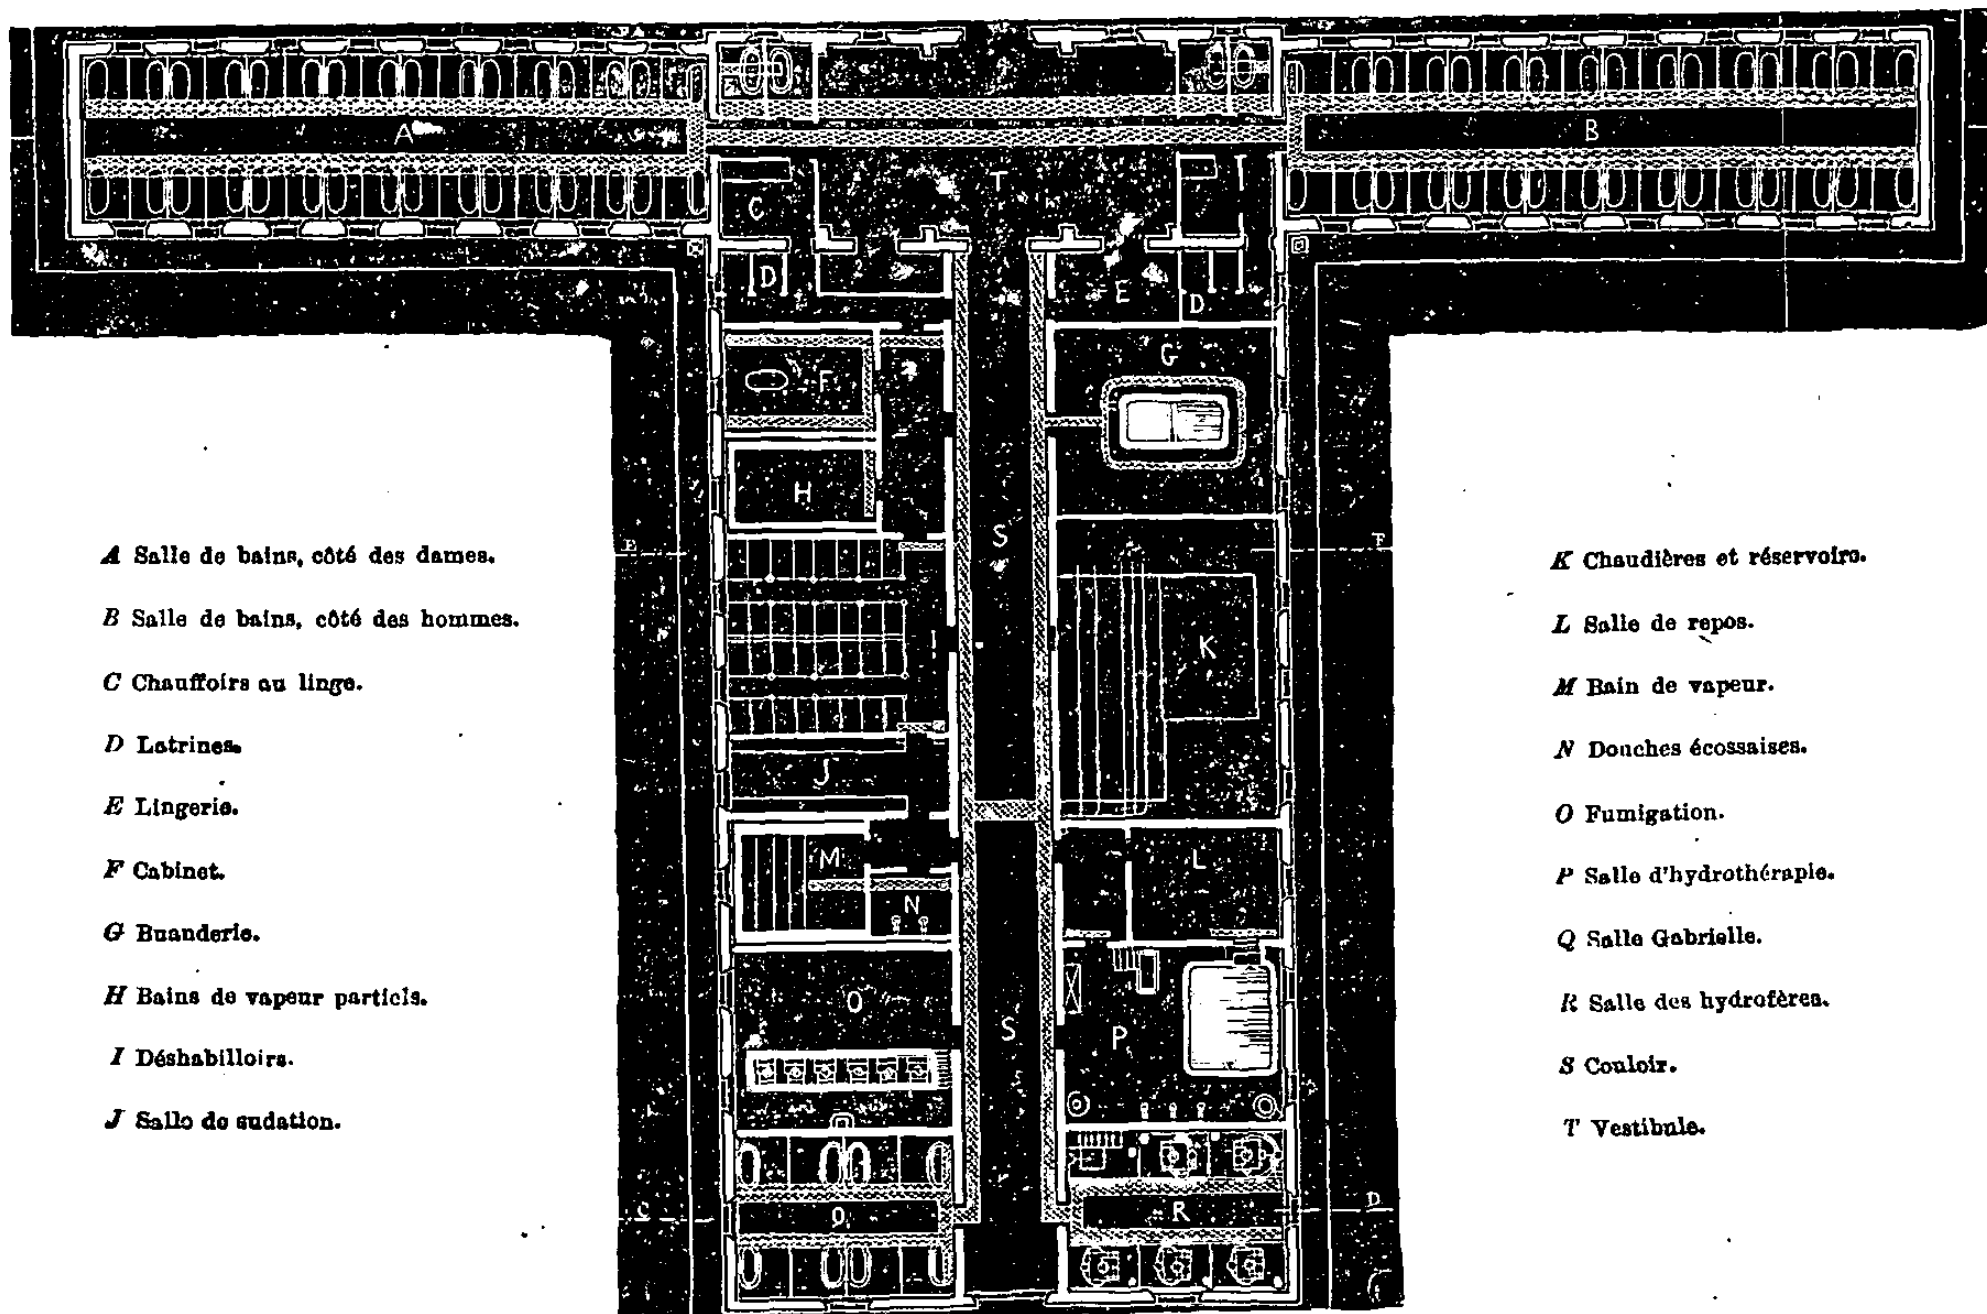 A
B
T
C
D
E
D
F
G
H
S
K
J
M
L
N
O
S
P
Q
R
E
F
C
D
A Salle de bains, côté des dames.
B Salle de bains, côté des hommes.
C Chauffoirs au linge.
D Latrines.
E Lingerie.
F Cabinet.
G Buanderie.
H Bains de vapeur particls.
I Déshabilloirs.
J Salle de sudation.
K Chaudières et réservoirs.
L Salle de repos.
M Bain de vapeur.
N Douches écossaises.
O Fumigation.
P Salle d'hydrothérapie.
Q Salle Gabrielle.
R Salle des hydrofères.
S Couloir.
T Vestibule.